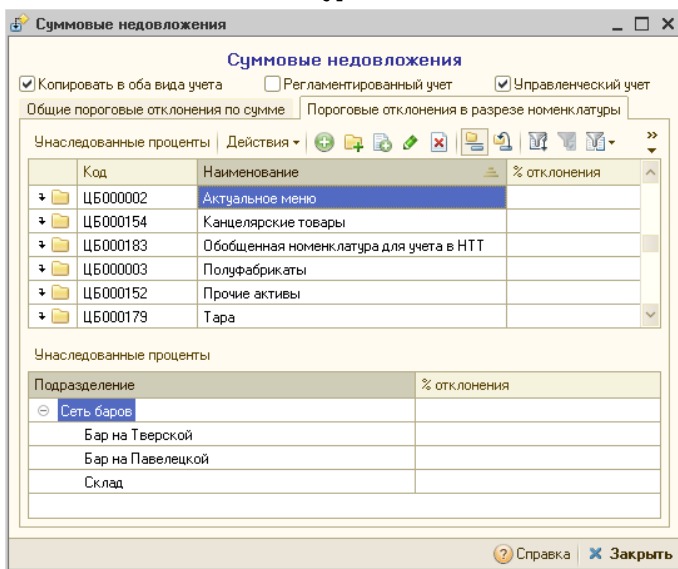 Суммовые недовложения
Суммовые недовложения
Копировать в оба вида учета Регламентированный учет Управленческий учет
Общие пороговые отклонения по сумме Пороговые отклонения в разрезе номенклатуры
Унаследованные проценты Действия
Код Наименование % отклонения
ЦБ000002 Актуальное меню
ЦБ000154 Канцелярские товары
ЦБ000183 Обобщенная номенклатура для учета в НТТ
ЦБ000003 Полуфабрикаты
ЦБ000152 Прочие активы
ЦБ000179 Тара
Унаследованные проценты
Подразделение % отклонения
Сеть баров
Бар на Тверской
Бар на Павелецкой
Склад
Справка Закрыть